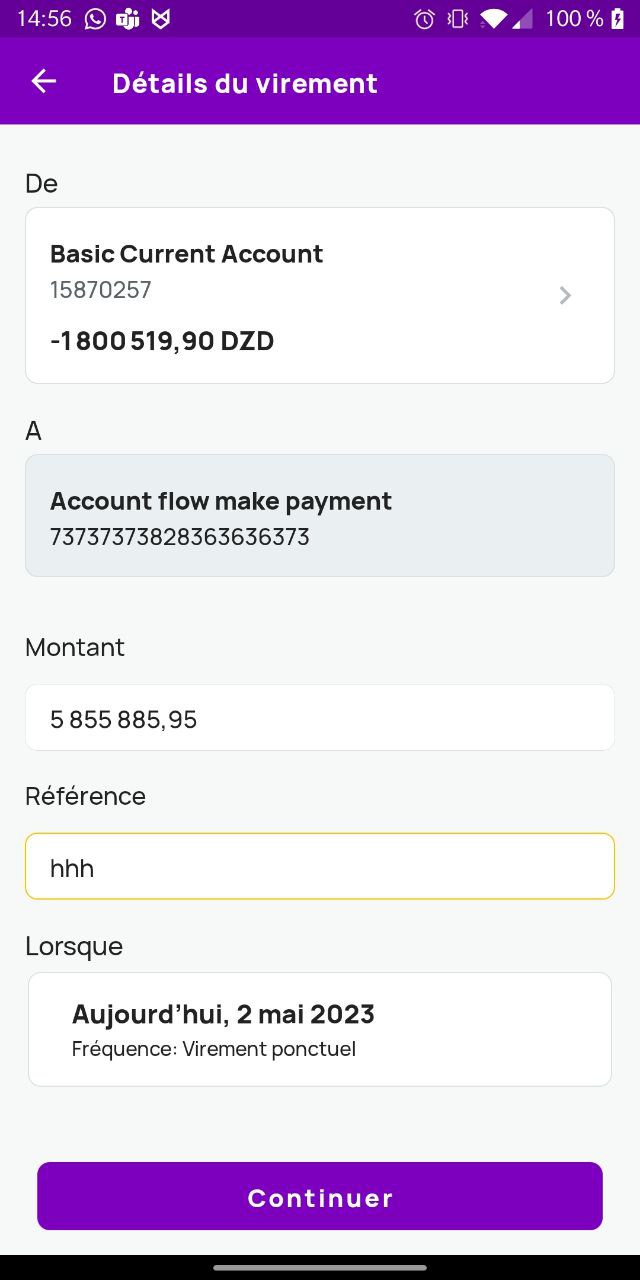 14:56 100 %
Détails du virement
De
Basic Current Account
15870257
-1 800 519,90 DZD
A
Account flow make payment
73737373828363636373
Montant
5 855 885,95
Référence
hhh
Lorsque
Aujourd’hui, 2 mai 2023
Fréquence: Virement ponctuel
Continuer